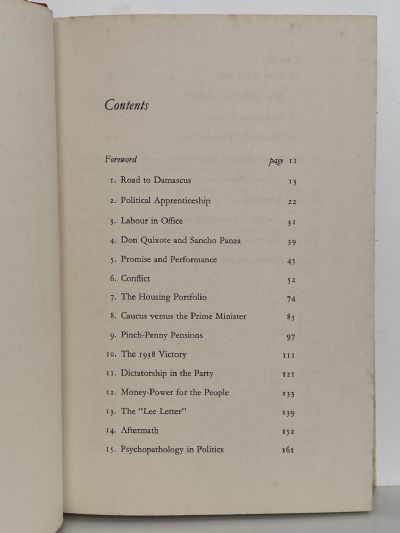 Contents
Foreword page 11
1. Road to Damascus 13
2. Political Apprenticeship 22
3. Labour in Office 31
4. Don Quixote and Sancho Panza 39
5. Promise and Performance 45
6. Conflict 52
7. The Housing Portfolio 74
8. Caucus versus the Prime Minister 85
9. Pinch-Penny Pensions 97
10. The 1938 Victory 111
11. Dictatorship in the Party 121
12. Money-Power for the People 133
13. The "Lee Letter" 139
14. Aftermath 152
15. Psychopathology in Politics 161